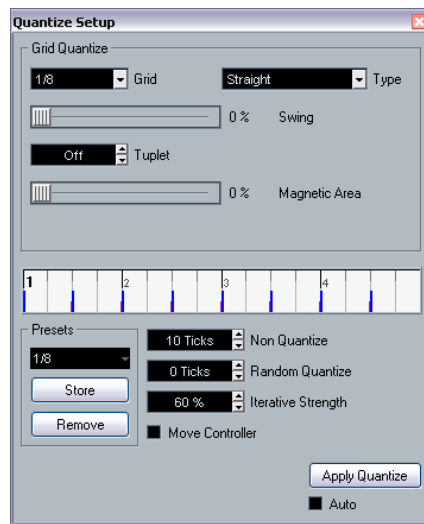 Quantize Setup
Grid Quantize
1/8 Grid Straight Type
0 % Swing
Off Tuplet
0 % Magnetic Area
1 2 3 4
Presets
1/8
Store
Remove
10 Ticks Non Quantize
0 Ticks Random Quantize
60 % Iterative Strength
Move Controller
Apply Quantize
Auto